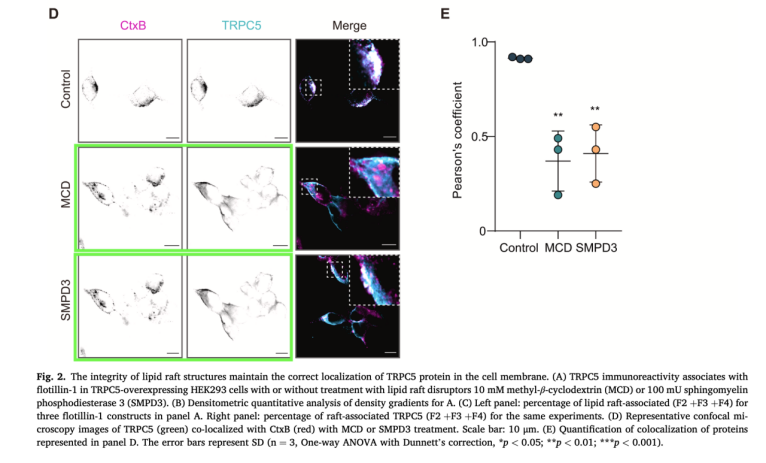 D
E
CtxB
TRPC5
Merge
Control
MCD
SMPD3
1.0
0.5
0
Pearson's coefficient
**
**
Control
MCD
SMPD3
Fig. 2. The integrity of lipid raft structures maintain the correct localization of TRPC5 protein in the cell membrane. (A) TRPC5 immunoreactivity associates with
flotillin-1 in TRPC5-overexpressing HEK293 cells with or without treatment with lipid raft disruptors 10 mM methyl-β-cyclodextrin (MCD) or 100 mU sphingomyelin
phosphodiesterase 3 (SMPD3). (B) Densitometric quantitative analysis of density gradients for A. (C) Left panel: percentage of lipid raft-associated (F2 +F3 +F4) for
three flotillin-1 constructs in panel A. Right panel: percentage of raft-associated TRPC5 (F2 +F3 +F4) for the same experiments. (D) Representative confocal mi-
croscopy images of TRPC5 (green) co-localized with CtxB (red) with MCD or SMPD3 treatment. Scale bar: 10 μm. (E) Quantification of colocalization of proteins
represented in panel D. The error bars represent SD (n = 3, One-way ANOVA with Dunnett's correction, *p < 0.05; **p < 0.01; ***p < 0.001).